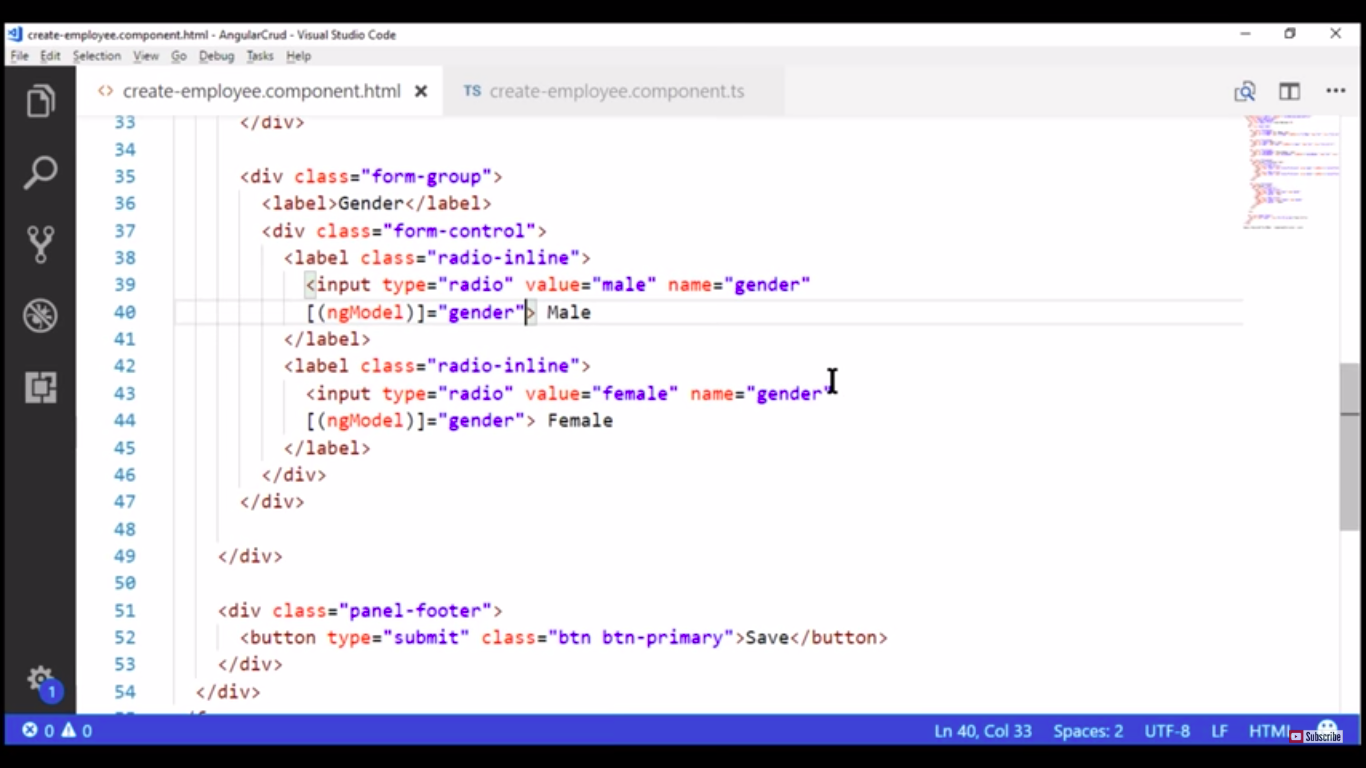 create-employee.component.html - AngularCrud - Visual Studio Code
File Edit Selection View Go Debug Tasks Help
<> create-employee.component.html × TS create-employee.component.ts
33 </div>
34
35 <div class="form-group">
36 <label>Gender</label>
37 <div class="form-control">
38 <label class="radio-inline">
39 <input type="radio" value="male" name="gender"
40 [(ngModel)]="gender"> Male
41 </label>
42 <label class="radio-inline">
43 <input type="radio" value="female" name="gender"
44 [(ngModel)]="gender"> Female
45 </label>
46 </div>
47 </div>
48
49 </div>
50
51 <div class="panel-footer">
52 <button type="submit" class="btn btn-primary">Save</button>
53 </div>
54 </div>
1
0 0 Ln 40, Col 33 Spaces: 2 UTF-8 LF HTML
Subscribe